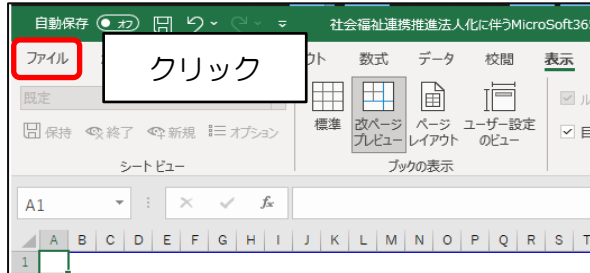 自動保存 オフ 社会福祉連携推進法人化に伴うMicroSoft365
ファイル クリック 数式 データ 校閲 表示
既定 標準 改ページ プレビュー ページ レイアウト ユーザー設定 のビュー
保持 終了 新規 オプション
シート ビュー ブックの表示
A1 fx
A B C D E F G H I J K L M N O P Q R S T
1